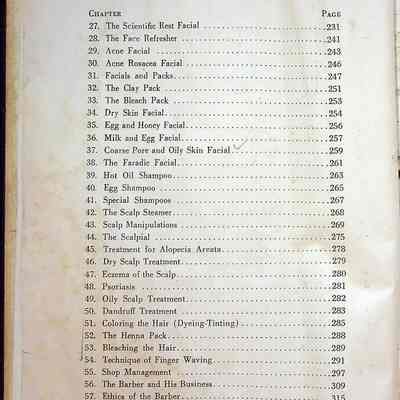 CHAPTER PAGE
27. The Scientific Rest Facial 231
28. The Face Refresher 241
29. Acne Facial 243
30. Acne Rosacea Facial 246
31. Facials and Packs 247
32. The Clay Pack 251
33. The Bleach Pack 253
34. Dry Skin Facial 254
35. Egg and Honey Facial 256
36. Milk and Egg Facial 257
37. Coarse Pore and Oily Skin Facial 259
38. The Faradic Facial 261
39. Hot Oil Shampoo 263
40. Egg Shampoo 265
41. Special Shampoos 267
42. The Scalp Steamer 268
43. Scalp Manipulations 269
44. The Scalpial 275
45. Treatment for Alopecia Areata 278
46. Dry Scalp Treatment 279
47. Eczema of the Scalp 280
48. Psoriasis 281
49. Oily Scalp Treatment 282
50. Dandruff Treatment 283
51. Coloring the Hair (Dyeing-Tinting) 285
52. The Henna Pack 288
53. Bleaching the Hair 289
54. Technique of Finger Waving 291
55. Shop Management 297
56. The Barber and His Business 309
57. Ethics of the Barber 315